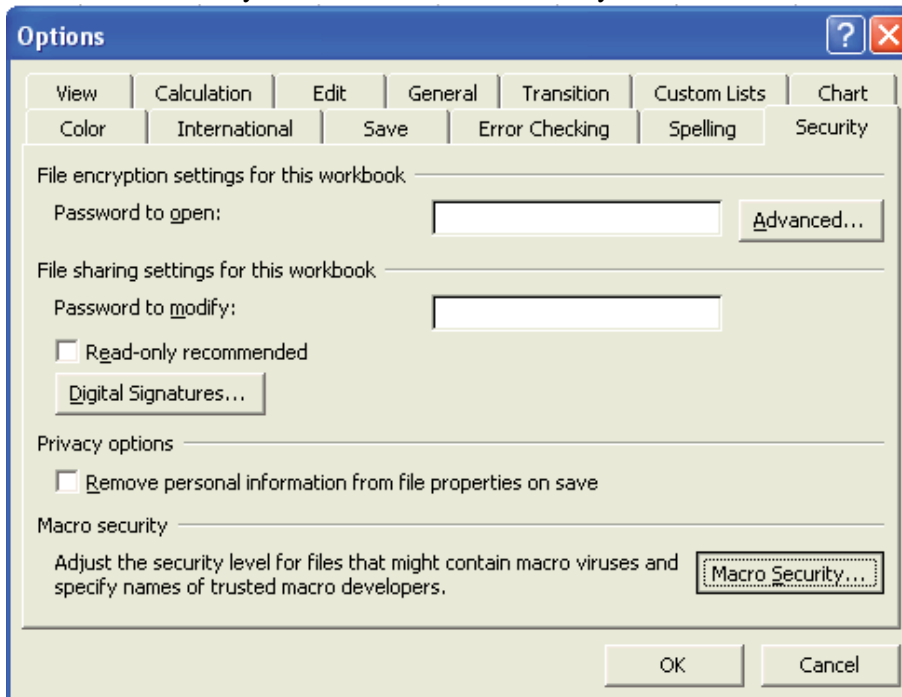 Options
View Calculation Edit General Transition Custom Lists Chart
Color International Save Error Checking Spelling Security
File encryption settings for this workbook
Password to open: Advanced...
File sharing settings for this workbook
Password to modify:
Read-only recommended
Digital Signatures...
Privacy options
Remove personal information from file properties on save
Macro security
Adjust the security level for files that might contain macro viruses and
specify names of trusted macro developers.
Macro Security...
OK Cancel